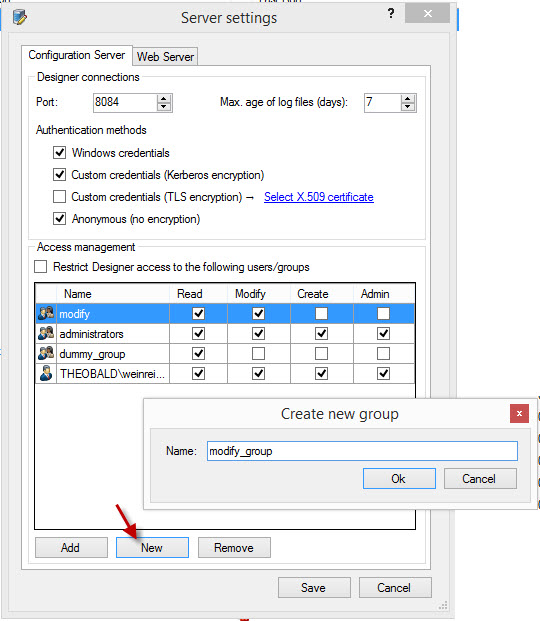 Server settings
?
Configuration Server Web Server
Designer connections
Port: 8084 Max. age of log files (days): 7
Authentication methods
Windows credentials
Custom credentials (Kerberos encryption)
Custom credentials (TLS encryption) → Select X.509 certificate
Anonymous (no encryption)
Access management
Restrict Designer access to the following users/groups
Name Read Modify Create Admin
modify
administrators
dummy_group
THEOBALD\weinrei...
Create new group
Name: modify_group
Ok Cancel
Add New Remove
Save Cancel